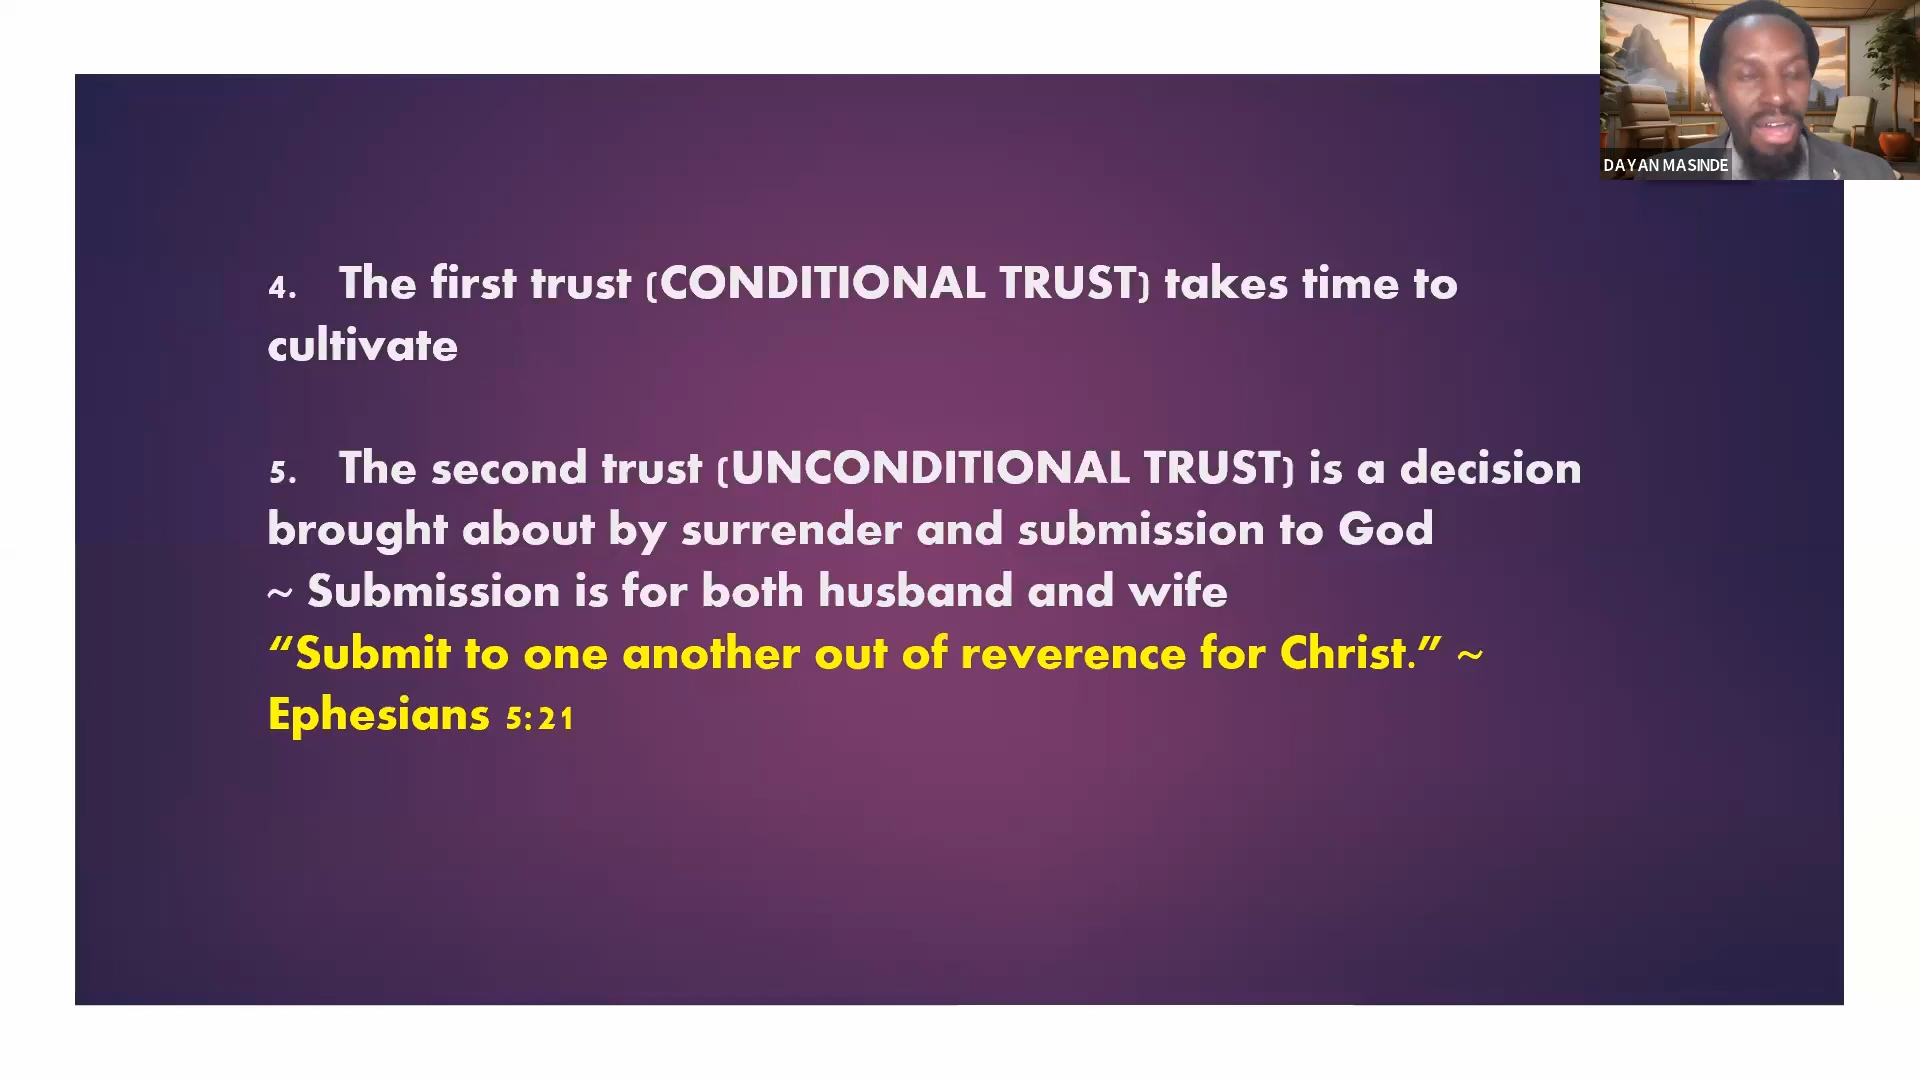 DAYAN MASINDE
4. The first trust (CONDITIONAL TRUST) takes time to
cultivate
5. The second trust (UNCONDITIONAL TRUST) is a decision
brought about by surrender and submission to God
~ Submission is for both husband and wife
“Submit to one another out of reverence for Christ.” ~
Ephesians 5:21